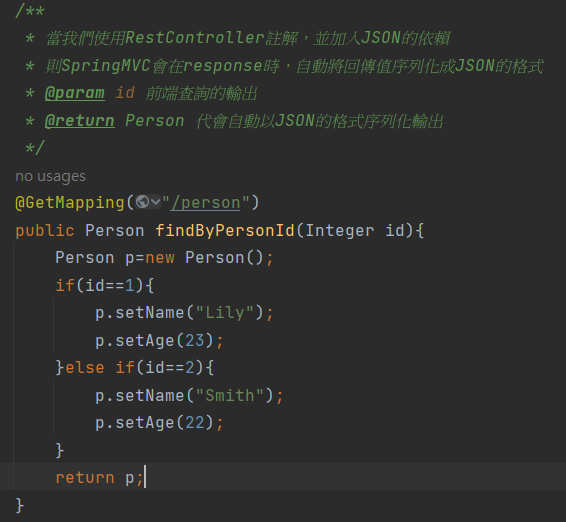 /**
* 當我們使用RestController註解，並加入JSON的依賴
* 則SpringMVC會在response時，自動將回傳值序列化成JSON的格式
* @param id 前端查詢的輸出
* @return Person 代會自動以JSON的格式序列化輸出
*/
no usages
@GetMapping("/person")
public Person findByPersonId(Integer id){
Person p=new Person();
if(id==1){
p.setName("Lily");
p.setAge(23);
}else if(id==2){
p.setName("Smith");
p.setAge(22);
}
return p;
}